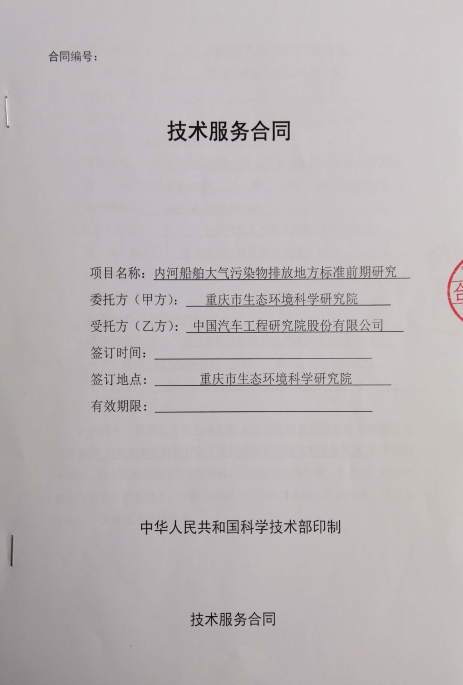 合同编号：
技术服务合同
项目名称：内河船舶大气污染物排放地方标准前期研究
委托方（甲方）：重庆市生态环境科学研究院
受托方（乙方）：中国汽车工程研究院股份有限公司
签订时间：
签订地点：重庆市生态环境科学研究院
有效期限：
中华人民共和国科学技术部印制
技术服务合同